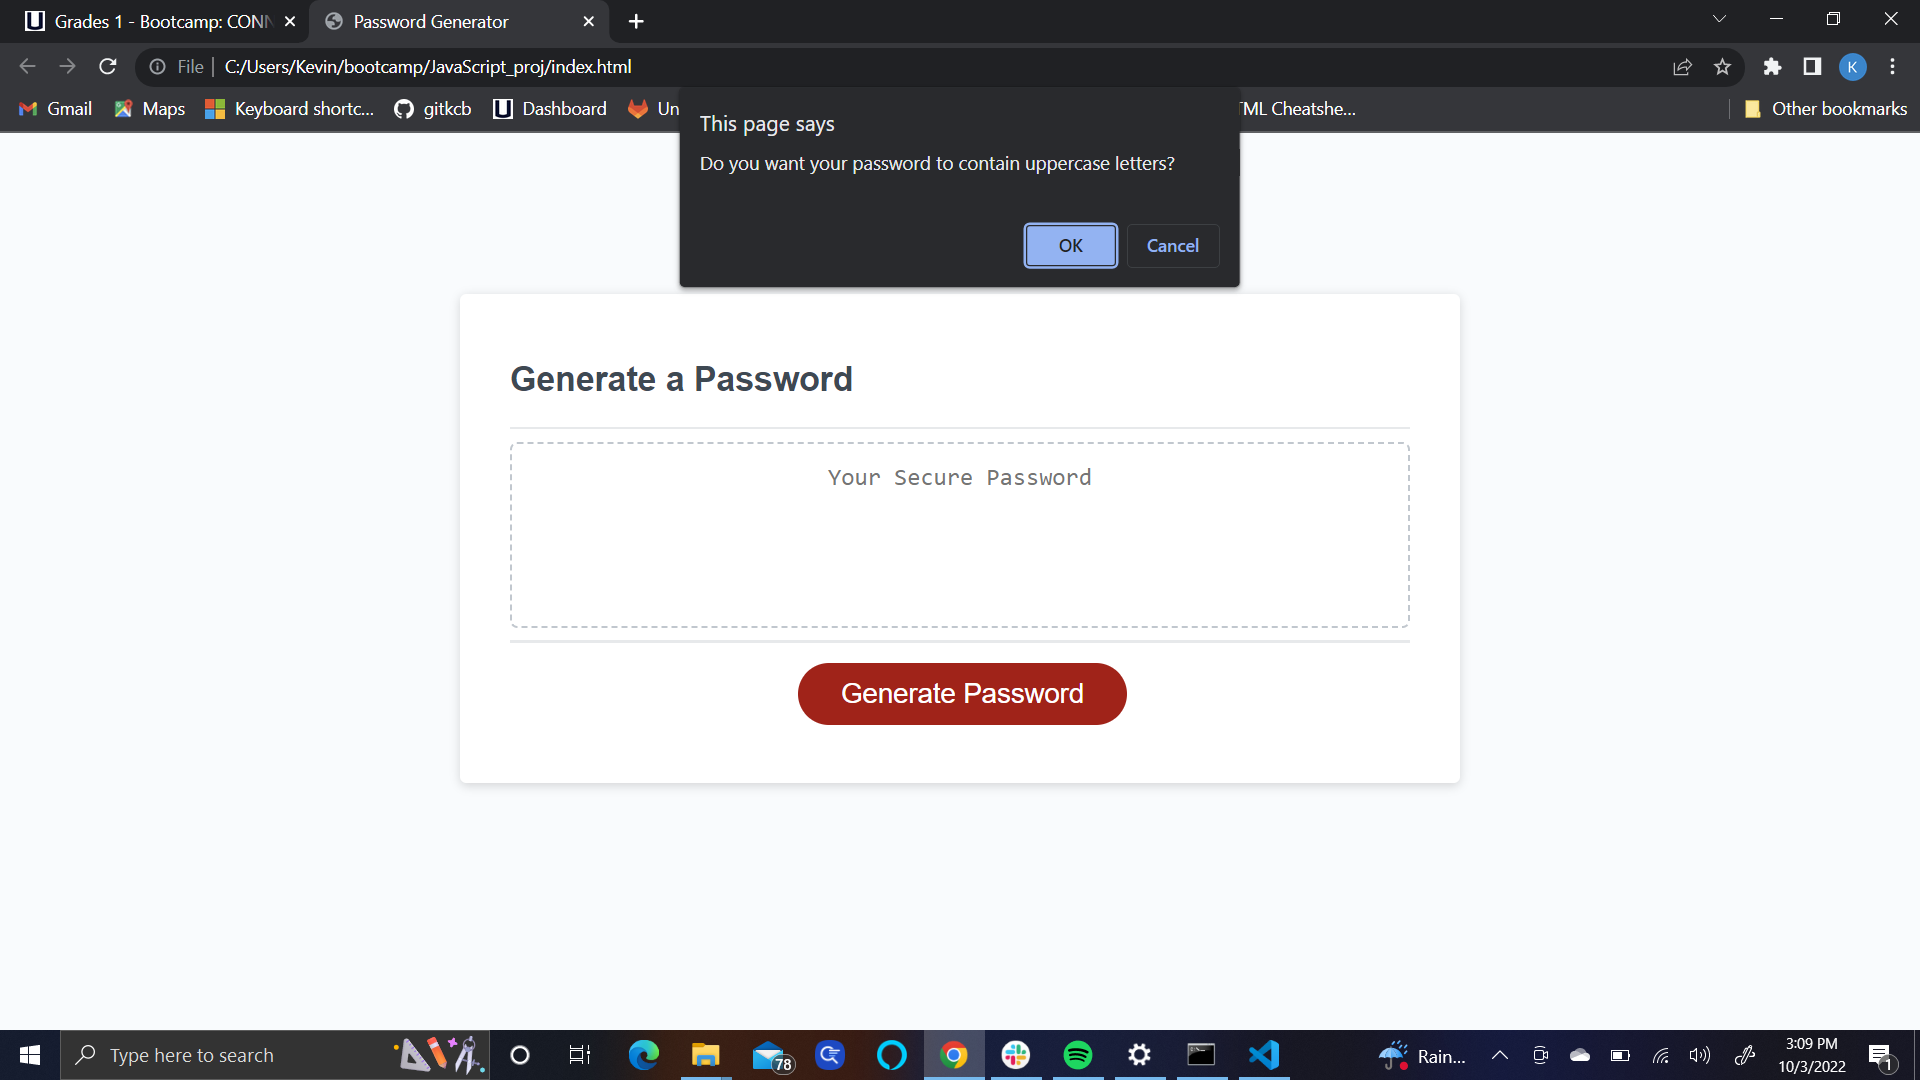 Grades 1 - Bootcamp: CONN
Password Generator
File
C:/Users/Kevin/bootcamp/JavaScript_proj/index.html
K
Gmail
Maps
Keyboard shortc...
gitkcb
Dashboard
Un
TML Cheatshe...
Other bookmarks
This page says
Do you want your password to contain uppercase letters?
OK
Cancel
Generate a Password
Your Secure Password
Generate Password
Type here to search
78
Rain...
3:09 PM
10/3/2022
1